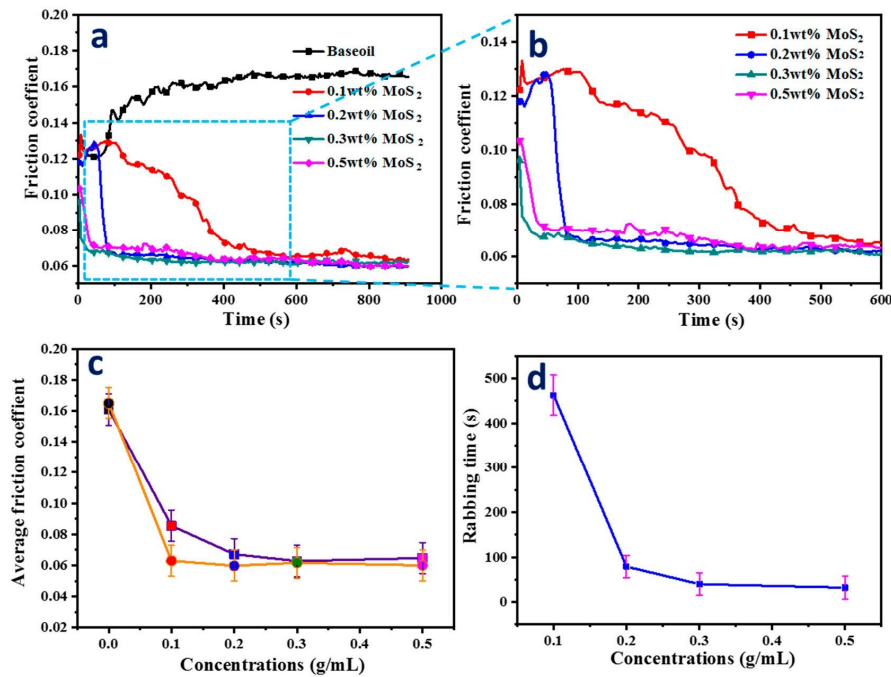 a
Friction coeffient
0.20
0.18
0.16
0.14
0.12
0.10
0.08
0.06
0
200
400
600
800
1000
Time (s)
Baseoil
0.1wt% MoS₂
0.2wt% MoS₂
0.3wt% MoS₂
0.5wt% MoS₂
b
Friction coeffient
0.14
0.12
0.10
0.08
0.06
0
100
200
300
400
500
600
Time (s)
0.1wt% MoS₂
0.2wt% MoS₂
0.3wt% MoS₂
0.5wt% MoS₂
c
Average friction coeffient
0.20
0.18
0.16
0.14
0.12
0.10
0.08
0.06
0.04
0.02
0.0
0.1
0.2
0.3
0.4
0.5
Concentrations (g/mL)
d
Rabbing time (s)
500
400
300
200
100
0
0.1
0.2
0.3
0.4
0.5
Concentrations (g/mL)